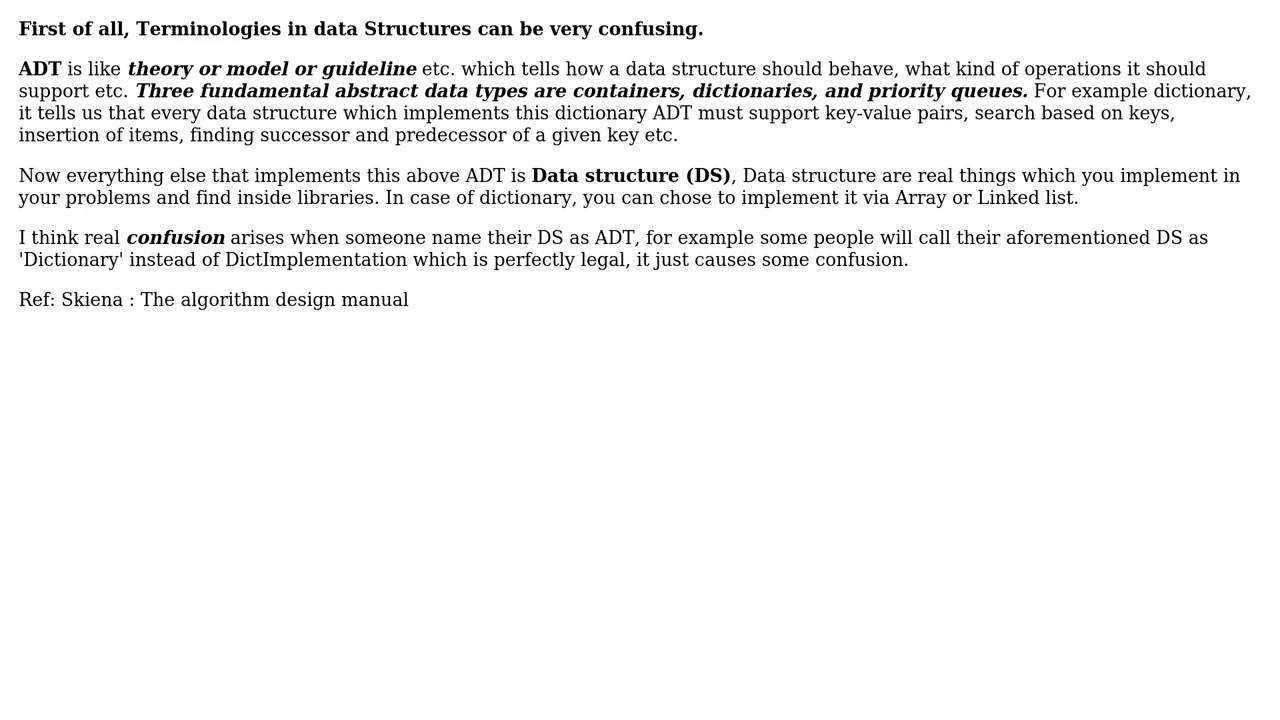 First of all, Terminologies in data Structures can be very confusing.
ADT is like theory or model or guideline etc. which tells how a data structure should behave, what kind of operations it should
support etc. Three fundamental abstract data types are containers, dictionaries, and priority queues. For example dictionary,
it tells us that every data structure which implements this dictionary ADT must support key-value pairs, search based on keys,
insertion of items, finding successor and predecessor of a given key etc.
Now everything else that implements this above ADT is Data structure (DS), Data structure are real things which you implement in
your problems and find inside libraries. In case of dictionary, you can chose to implement it via Array or Linked list.
I think real confusion arises when someone name their DS as ADT, for example some people will call their aforementioned DS as
'Dictionary' instead of DictImplementation which is perfectly legal, it just causes some confusion.
Ref: Skiena : The algorithm design manual